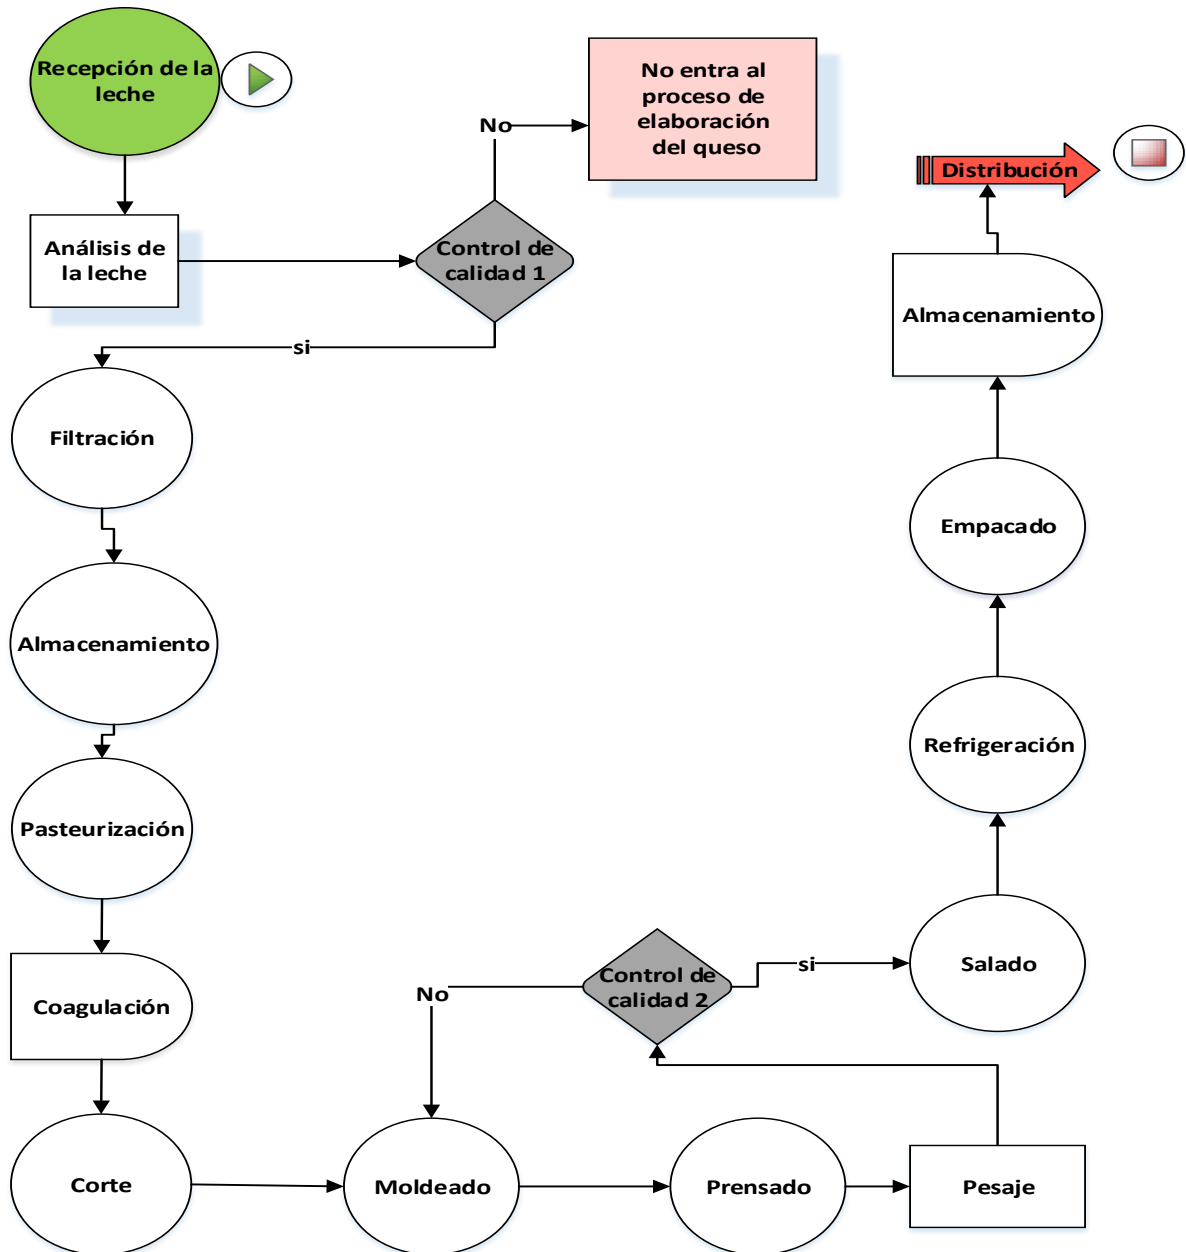 Recepción de la
leche
Análisis de
la leche
Control de
calidad 1
No
No entra al
proceso de
elaboración
del queso
si
Filtración
Almacenamiento
Pasteurización
Coagulación
Corte
Moldeado
Prensado
Pesaje
Control de
calidad 2
No
si
Salado
Refrigeración
Empacado
Almacenamiento
Distribución